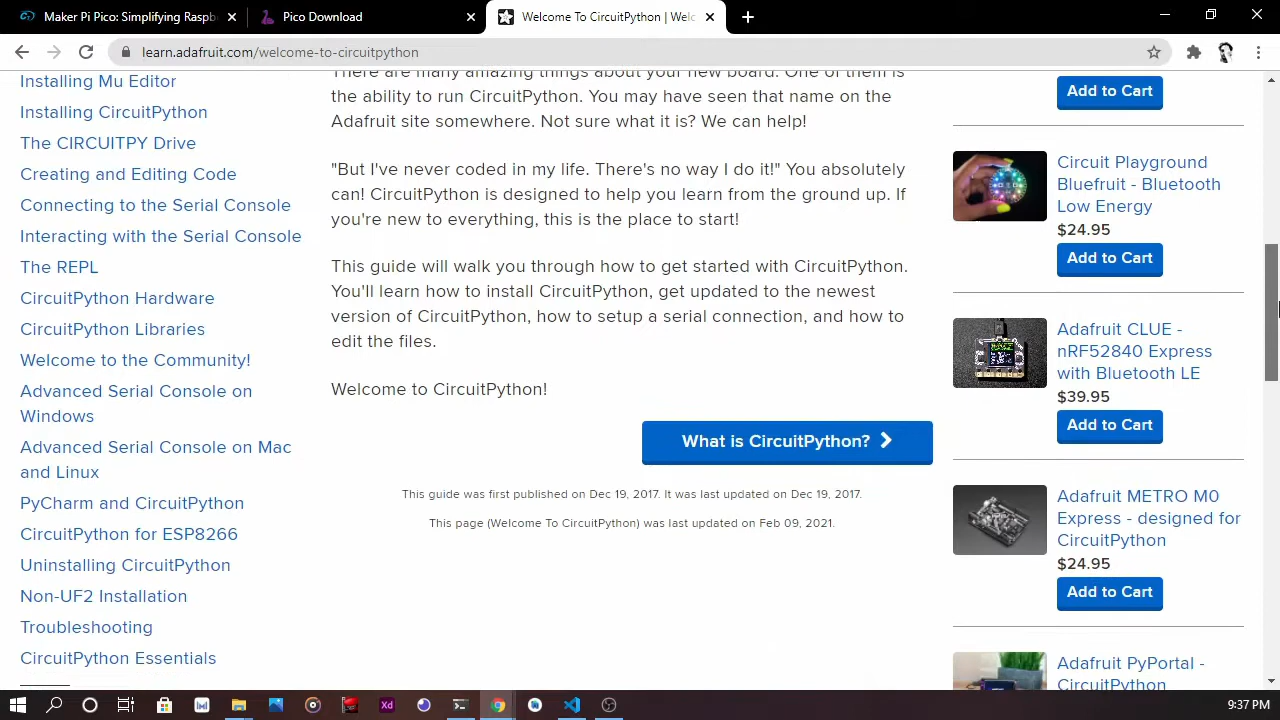 Maker Pi Pico: Simplifying Raspb
Pico Download
Welcome To CircuitPython | Welc
learn.adafruit.com/welcome-to-circuitpython
Installing Mu Editor
Installing CircuitPython
The CIRCUITPY Drive
Creating and Editing Code
Connecting to the Serial Console
Interacting with the Serial Console
The REPL
CircuitPython Hardware
CircuitPython Libraries
Welcome to the Community!
Advanced Serial Console on
Windows
Advanced Serial Console on Mac
and Linux
PyCharm and CircuitPython
CircuitPython for ESP8266
Uninstalling CircuitPython
Non-UF2 Installation
Troubleshooting
CircuitPython Essentials
There are many amazing things about your new board. One of them is
the ability to run CircuitPython. You may have seen that name on the
Adafruit site somewhere. Not sure what it is? We can help!
"But I've never coded in my life. There's no way I do it!" You absolutely
can! CircuitPython is designed to help you learn from the ground up. If
you're new to everything, this is the place to start!
This guide will walk you through how to get started with CircuitPython.
You'll learn how to install CircuitPython, get updated to the newest
version of CircuitPython, how to setup a serial connection, and how to
edit the files.
Welcome to CircuitPython!
What is CircuitPython?
This guide was first published on Dec 19, 2017. It was last updated on Dec 19, 2017.
This page (Welcome To CircuitPython) was last updated on Feb 09, 2021.
Add to Cart
Circuit Playground
Bluefruit - Bluetooth
Low Energy
$24.95
Add to Cart
Adafruit CLUE -
nRF52840 Express
with Bluetooth LE
$39.95
Add to Cart
Adafruit METRO M0
Express - designed for
CircuitPython
$24.95
Add to Cart
Adafruit PyPortal -
CircuitPython
Xd
9:37 PM